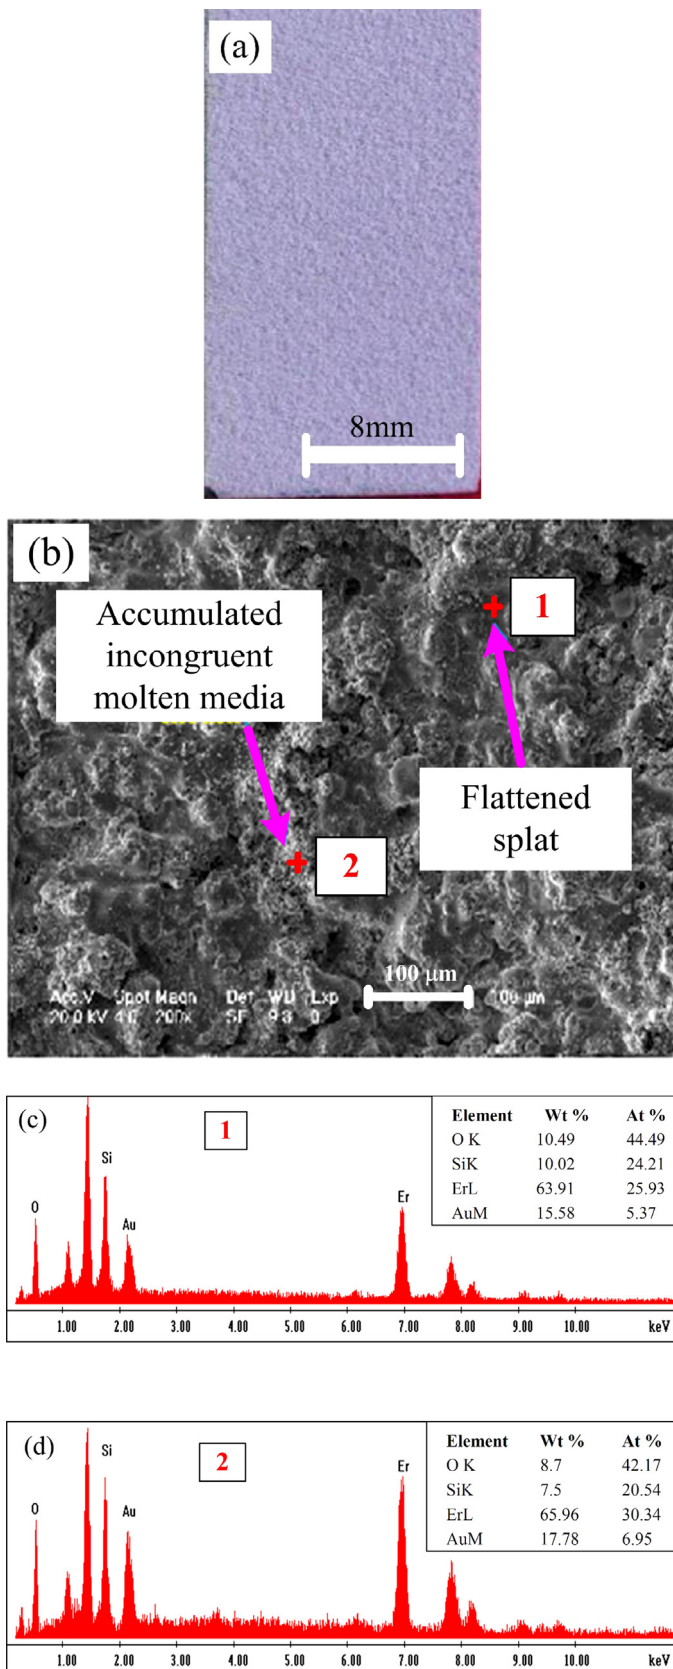 (a)
8mm
(b)
Accumulated
incongruent
molten media
1
Flattened
splat
2
100 μm
Acc.V Spot Magn Det WD Exp
20.0 kV 4.0 200x SE 9.3 0
100 μm
(c)
1
O
Si
Au
Er
Element Wt % At %
O K 10.49 44.49
SiK 10.02 24.21
ErL 63.91 25.93
AuM 15.58 5.37
1.00 2.00 3.00 4.00 5.00 6.00 7.00 8.00 9.00 10.00 keV
(d)
2
O
Si
Au
Er
Element Wt % At %
O K 8.7 42.17
SiK 7.5 20.54
ErL 65.96 30.34
AuM 17.78 6.95
1.00 2.00 3.00 4.00 5.00 6.00 7.00 8.00 9.00 10.00 keV